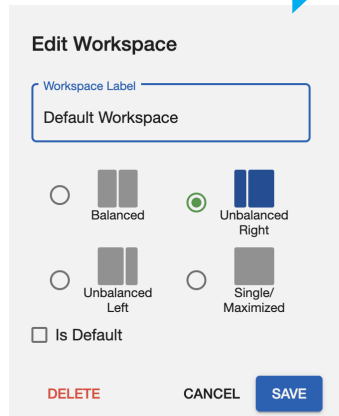 Edit Workspace
Workspace Label
Default Workspace
Balanced
Unbalanced
Right
Unbalanced
Left
Single/
Maximized
Is Default
DELETE
CANCEL
SAVE